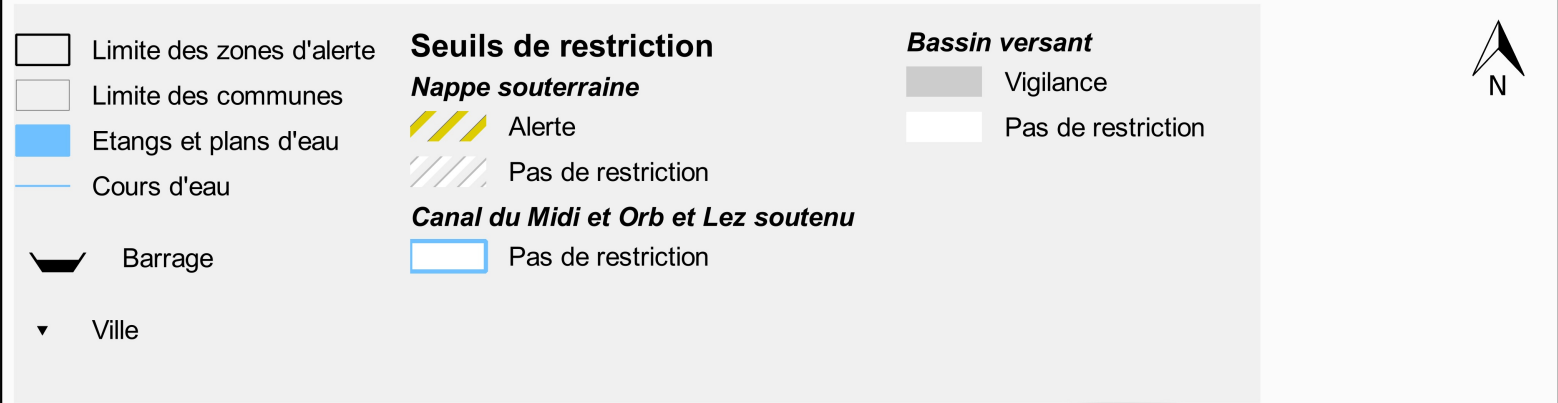 Limite des zones d'alerte
Limite des communes
Etangs et plans d'eau
Cours d'eau
Barrage
Ville
Seuils de restriction
Nappe souterraine
Alerte
Pas de restriction
Canal du Midi et Orb et Lez soutenu
Pas de restriction
Bassin versant
Vigilance
Pas de restriction
N